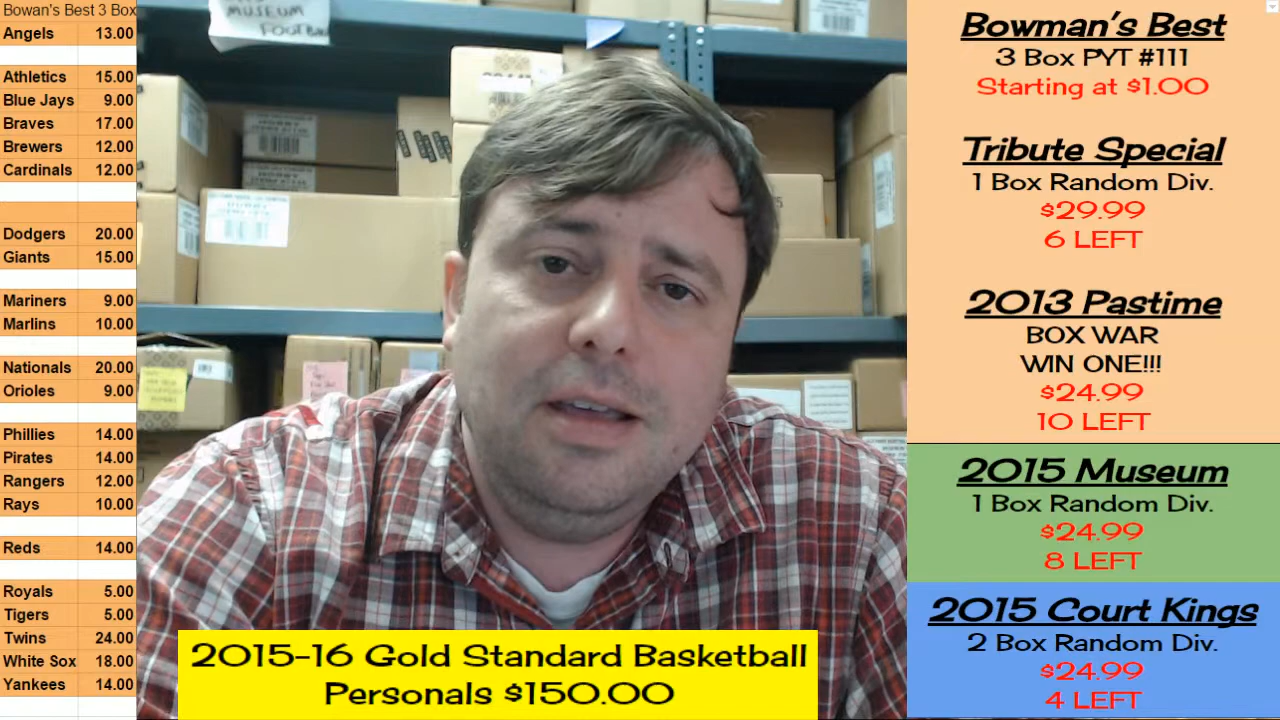 Bowan's Best 3 Box
Angels 13.00
Athletics 15.00
Blue Jays 9.00
Braves 17.00
Brewers 12.00
Cardinals 12.00
Dodgers 20.00
Giants 15.00
Mariners 9.00
Marlins 10.00
Nationals 20.00
Orioles 9.00
Phillies 14.00
Pirates 14.00
Rangers 12.00
Rays 10.00
Reds 14.00
Royals 5.00
Tigers 5.00
Twins 24.00
White Sox 18.00
Yankees 14.00
MUSEUM
FOOTBALL
2015-16 Gold Standard Basketball
Personals $150.00
Bowman's Best
3 Box PYT #111
Starting at $1.00
Tribute Special
1 Box Random Div.
$29.99
6 LEFT
2013 Pastime
BOX WAR
WIN ONE!!!
$24.99
10 LEFT
2015 Museum
1 Box Random Div.
$24.99
8 LEFT
2015 Court Kings
2 Box Random Div.
$24.99
4 LEFT